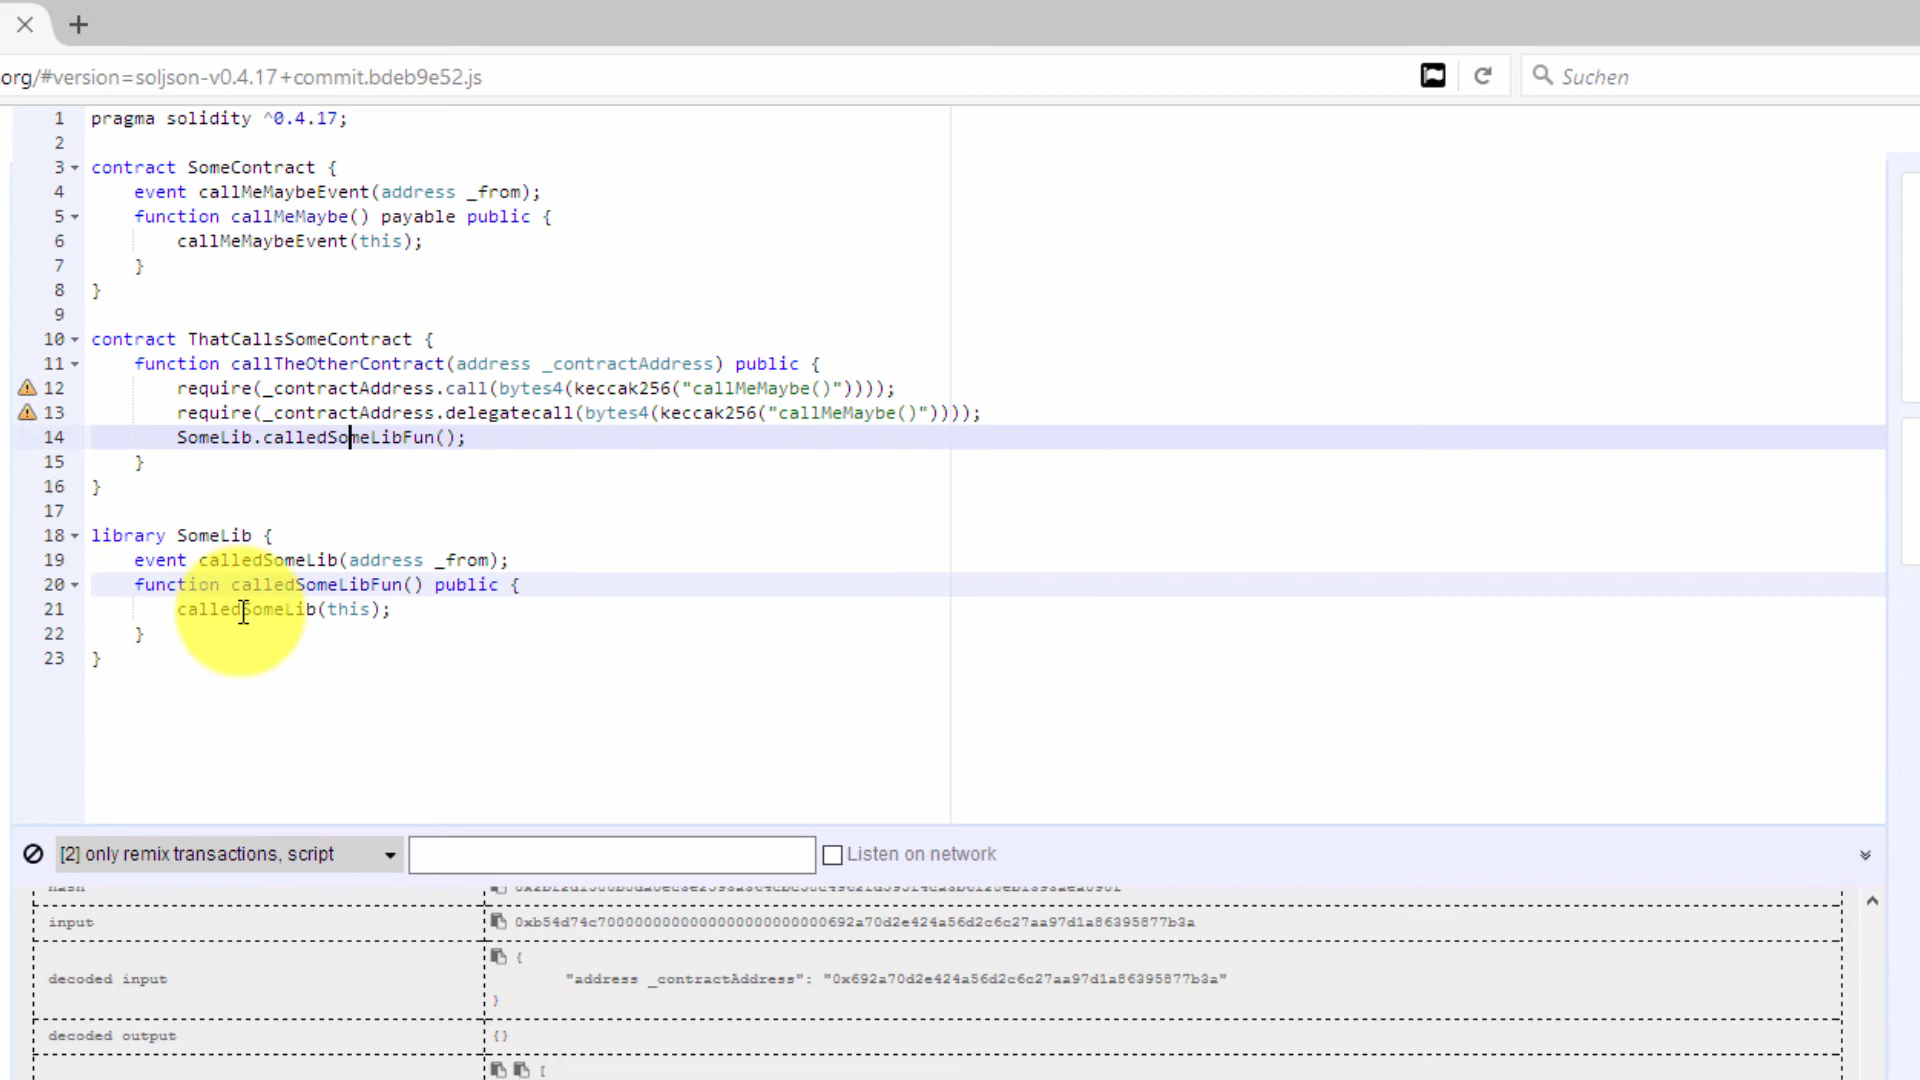 org/#version=soljson-v0.4.17+commit.bdeb9e52.js
Suchen
1 pragma solidity ^0.4.17;
2
3 contract SomeContract {
4 event callMeMaybeEvent(address _from);
5 function callMeMaybe() payable public {
6 callMeMaybeEvent(this);
7 }
8 }
9
10 contract ThatCallsSomeContract {
11 function callTheOtherContract(address _contractAddress) public {
12 require(_contractAddress.call(bytes4(keccak256("callMeMaybe()"))));
13 require(_contractAddress.delegatecall(bytes4(keccak256("callMeMaybe()"))));
14 SomeLib.calledSomeLibFun();
15 }
16 }
17
18 library SomeLib {
19 event calledSomeLib(address _from);
20 function calledSomeLibFun() public {
21 calledSomeLib(this);
22 }
23 }
[2] only remix transactions, script
Listen on network
hash
input 0xb54d74c7000000000000000000000000692a70d2e424a56d2c6c27aa97d1a86395877b3a
{
decoded input "address _contractAddress": "0x692a70d2e424a56d2c6c27aa97d1a86395877b3a"
}
decoded output {}
[